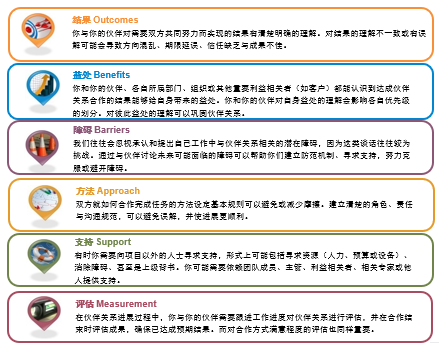 结果 Outcomes
你与你的伙伴对需要双方共同努力而实现的结果有清楚明确的理解。对结果的理解不一致或有误
解可能会导致方向混乱、期限延误、信任缺乏与成果不佳。
益处 Benefits
你和你的伙伴、各自所属部门、组织或其他重要利益相关者（如客户）都能认识到达成伙伴
关系合作的结果能够给自身带来的益处。你和你的伙伴对自身益处的理解会影响各自优先级
的划分。对彼此益处的理解可以巩固伙伴关系。
障碍 Barriers
我们往往会忽视承认和提出自己工作中与伙伴关系相关的潜在障碍，因为这类谈话往往较为
挑战。通过与伙伴讨论未来可能面临的障碍可以帮助你们建立防范机制、寻求支持，努力克
服或避开障碍。
方法 Approach
双方就如何合作完成任务的方法设定基本规则可以避免或减少摩擦。建立清楚的角色、责任
与沟通规范，可以避免误解，并使进展更顺利。
支持 Support
有时你需要向项目以外的人士寻求支持，形式上可能包括寻求资源（人力、预算或设备）、
消除障碍、甚至是上级背书。你可能需要依赖团队成员、主管、利益相关者、相关专家或他
人提供支持。
评估 Measurement
在伙伴关系进展过程中，你与你的伙伴需要跟进工作进度对伙伴关系进行评估，并在合作结
束时评估成果，确保已达成预期结果。而对合作方式满意程度的评估也同样重要。